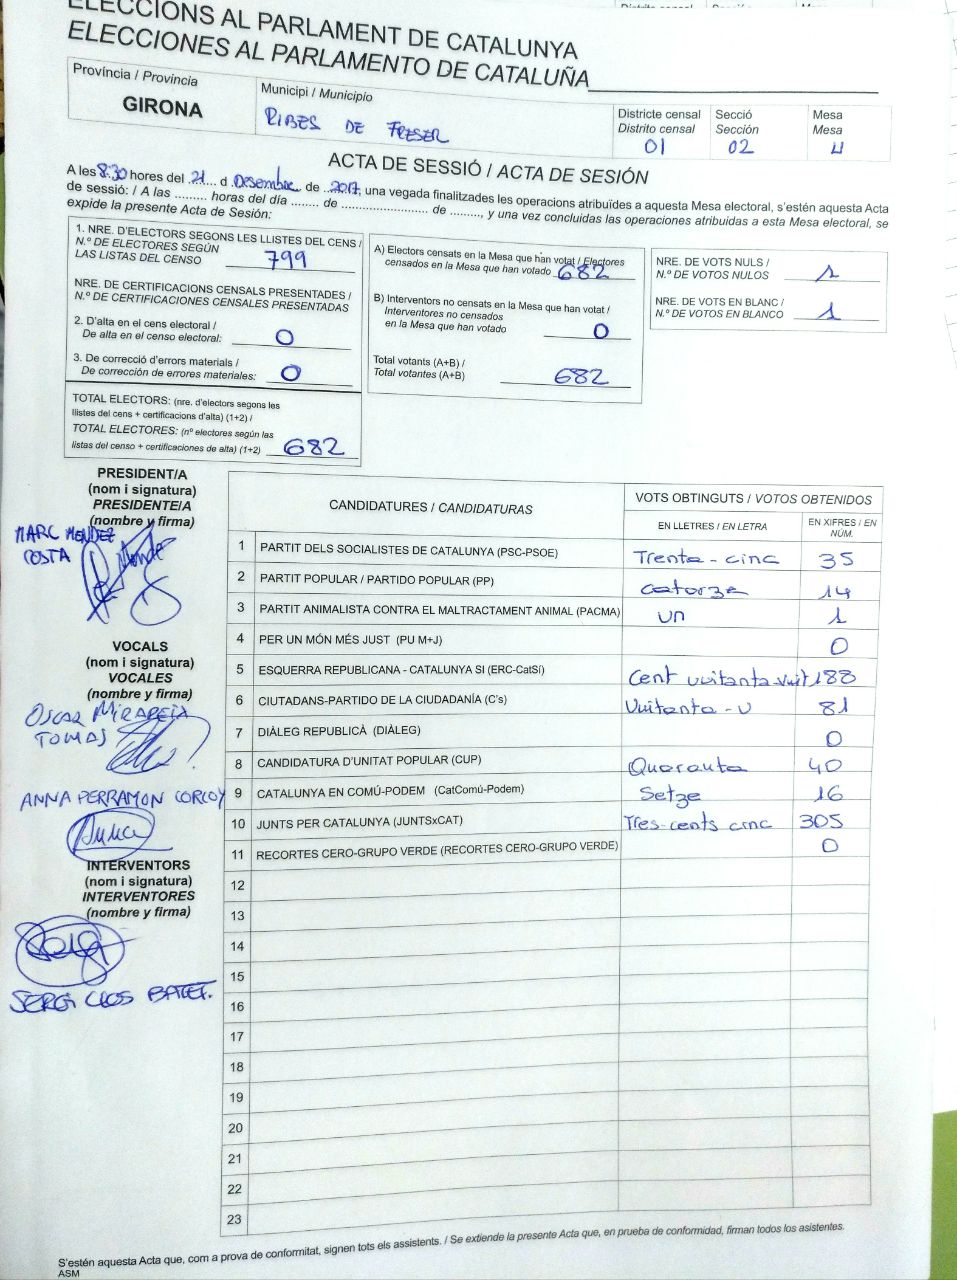 ELECCIONS AL PARLAMENT DE CATALUNYA
ELECCIONES AL PARLAMENTO DE CATALUÑA
Província / Provincia
GIRONA
Municipi / Municipio
RIBES DE FRESER
Districte censal
Distrito censal
01
Secció
Sección
02
Mesa
Mesa
U
ACTA DE SESSIÓ / ACTA DE SESIÓN
A les 8:30 hores del 21 d Desembre de 2017, una vegada finalitzades les operacions atribuïdes a aquesta Mesa electoral, s'estén aquesta Acta
de sessió: / A las ......... horas del día ........ de ......................... de ........., y una vez concluidas las operaciones atribuidas a esta Mesa electoral, se
expide la presente Acta de Sesión:
1. NRE. D'ELECTORS SEGONS LES LLISTES DEL CENS /
N.º DE ELECTORES SEGÚN
LAS LISTAS DEL CENSO 799
NRE. DE CERTIFICACIONS CENSALS PRESENTADES /
N.º DE CERTIFICACIONES CENSALES PRESENTADAS
2. D'alta en el cens electoral /
De alta en el censo electoral: 0
3. De correcció d'errors materials /
De corrección de errores materiales: 0
TOTAL ELECTORS: (nre. d'electors segons les
llistes del cens + certificacions d'alta) (1+2) /
TOTAL ELECTORES: (nº electores según las
listas del censo + certificaciones de alta) (1+2) 682
A) Electors censats en la Mesa que han votat / Electores
censados en la Mesa que han votado 682
B) Interventors no censats en la Mesa que han votat /
Interventores no censados
en la Mesa que han votado 0
Total votants (A+B) /
Total votantes (A+B) 682
NRE. DE VOTS NULS /
N.º DE VOTOS NULOS 1
NRE. DE VOTS EN BLANC /
N.º DE VOTOS EN BLANCO 1
PRESIDENT/A
(nom i signatura)
PRESIDENTE/A
(nombre y firma)
MARC MENDEZ
COSTA
VOCALS
(nom i signatura)
VOCALES
(nombre y firma)
OSCAR MIRAPEIX
TOMAS
ANNA PERRAMON CORCOY
Anna
INTERVENTORS
(nom i signatura)
INTERVENTORES
(nombre y firma)
SERGI CLOS BATET.
CANDIDATURES / CANDIDATURAS
VOTS OBTINGUTS / VOTOS OBTENIDOS
EN LLETRES / EN LETRA
EN XIFRES / EN
NÚM.
1 PARTIT DELS SOCIALISTES DE CATALUNYA (PSC-PSOE) Trenta-cinc 35
2 PARTIT POPULAR / PARTIDO POPULAR (PP) catorze 14
3 PARTIT ANIMALISTA CONTRA EL MALTRACTAMENT ANIMAL (PACMA) un 1
4 PER UN MÓN MÉS JUST (PU M+J) 0
5 ESQUERRA REPUBLICANA - CATALUNYA SI (ERC-CatSí) Cent vuitanta vuit 188
6 CIUTADANS-PARTIDO DE LA CIUDADANÍA (C's) Vuitanta-u 81
7 DIÀLEG REPUBLICÀ (DIÀLEG) 0
8 CANDIDATURA D'UNITAT POPULAR (CUP) Quaranta 40
9 CATALUNYA EN COMÚ-PODEM (CatComú-Podem) Setze 16
10 JUNTS PER CATALUNYA (JUNTSxCAT) Tres-cents cinc 305
11 RECORTES CERO-GRUPO VERDE (RECORTES CERO-GRUPO VERDE) 0
12
13
14
15
16
17
18
19
20
21
22
23
S'estén aquesta Acta que, com a prova de conformitat, signen tots els assistents. / Se extiende la presente Acta que, en prueba de conformidad, firman todos los asistentes.
ASM